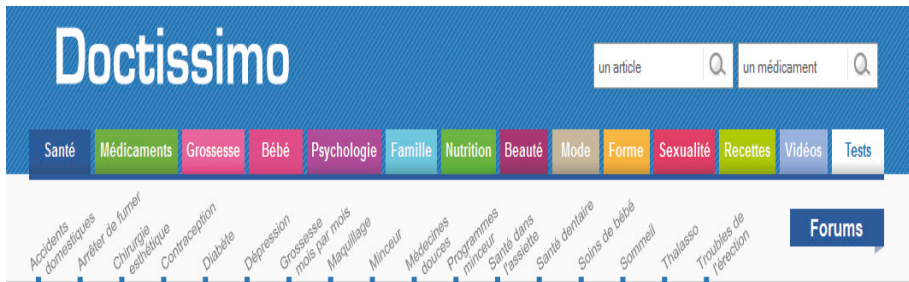 Doctissimo
un article
un médicament
Santé
Médicaments
Grossesse
Bébé
Psychologie
Famille
Nutrition
Beauté
Mode
Forme
Sexualité
Recettes
Vidéos
Tests
Accidents
domestiques
Arrêter de fumer
Chirurgie
esthétique
Contraception
Diabète
Dépression
Grossesse
mois par mois
Maquillage
Minceur
Médecines
douces
Programmes
minceur
Santé dans
l'assiette
Santé dentaire
Soins de bébé
Sommeil
Thalasso
Troubles de
l'érection
Forums